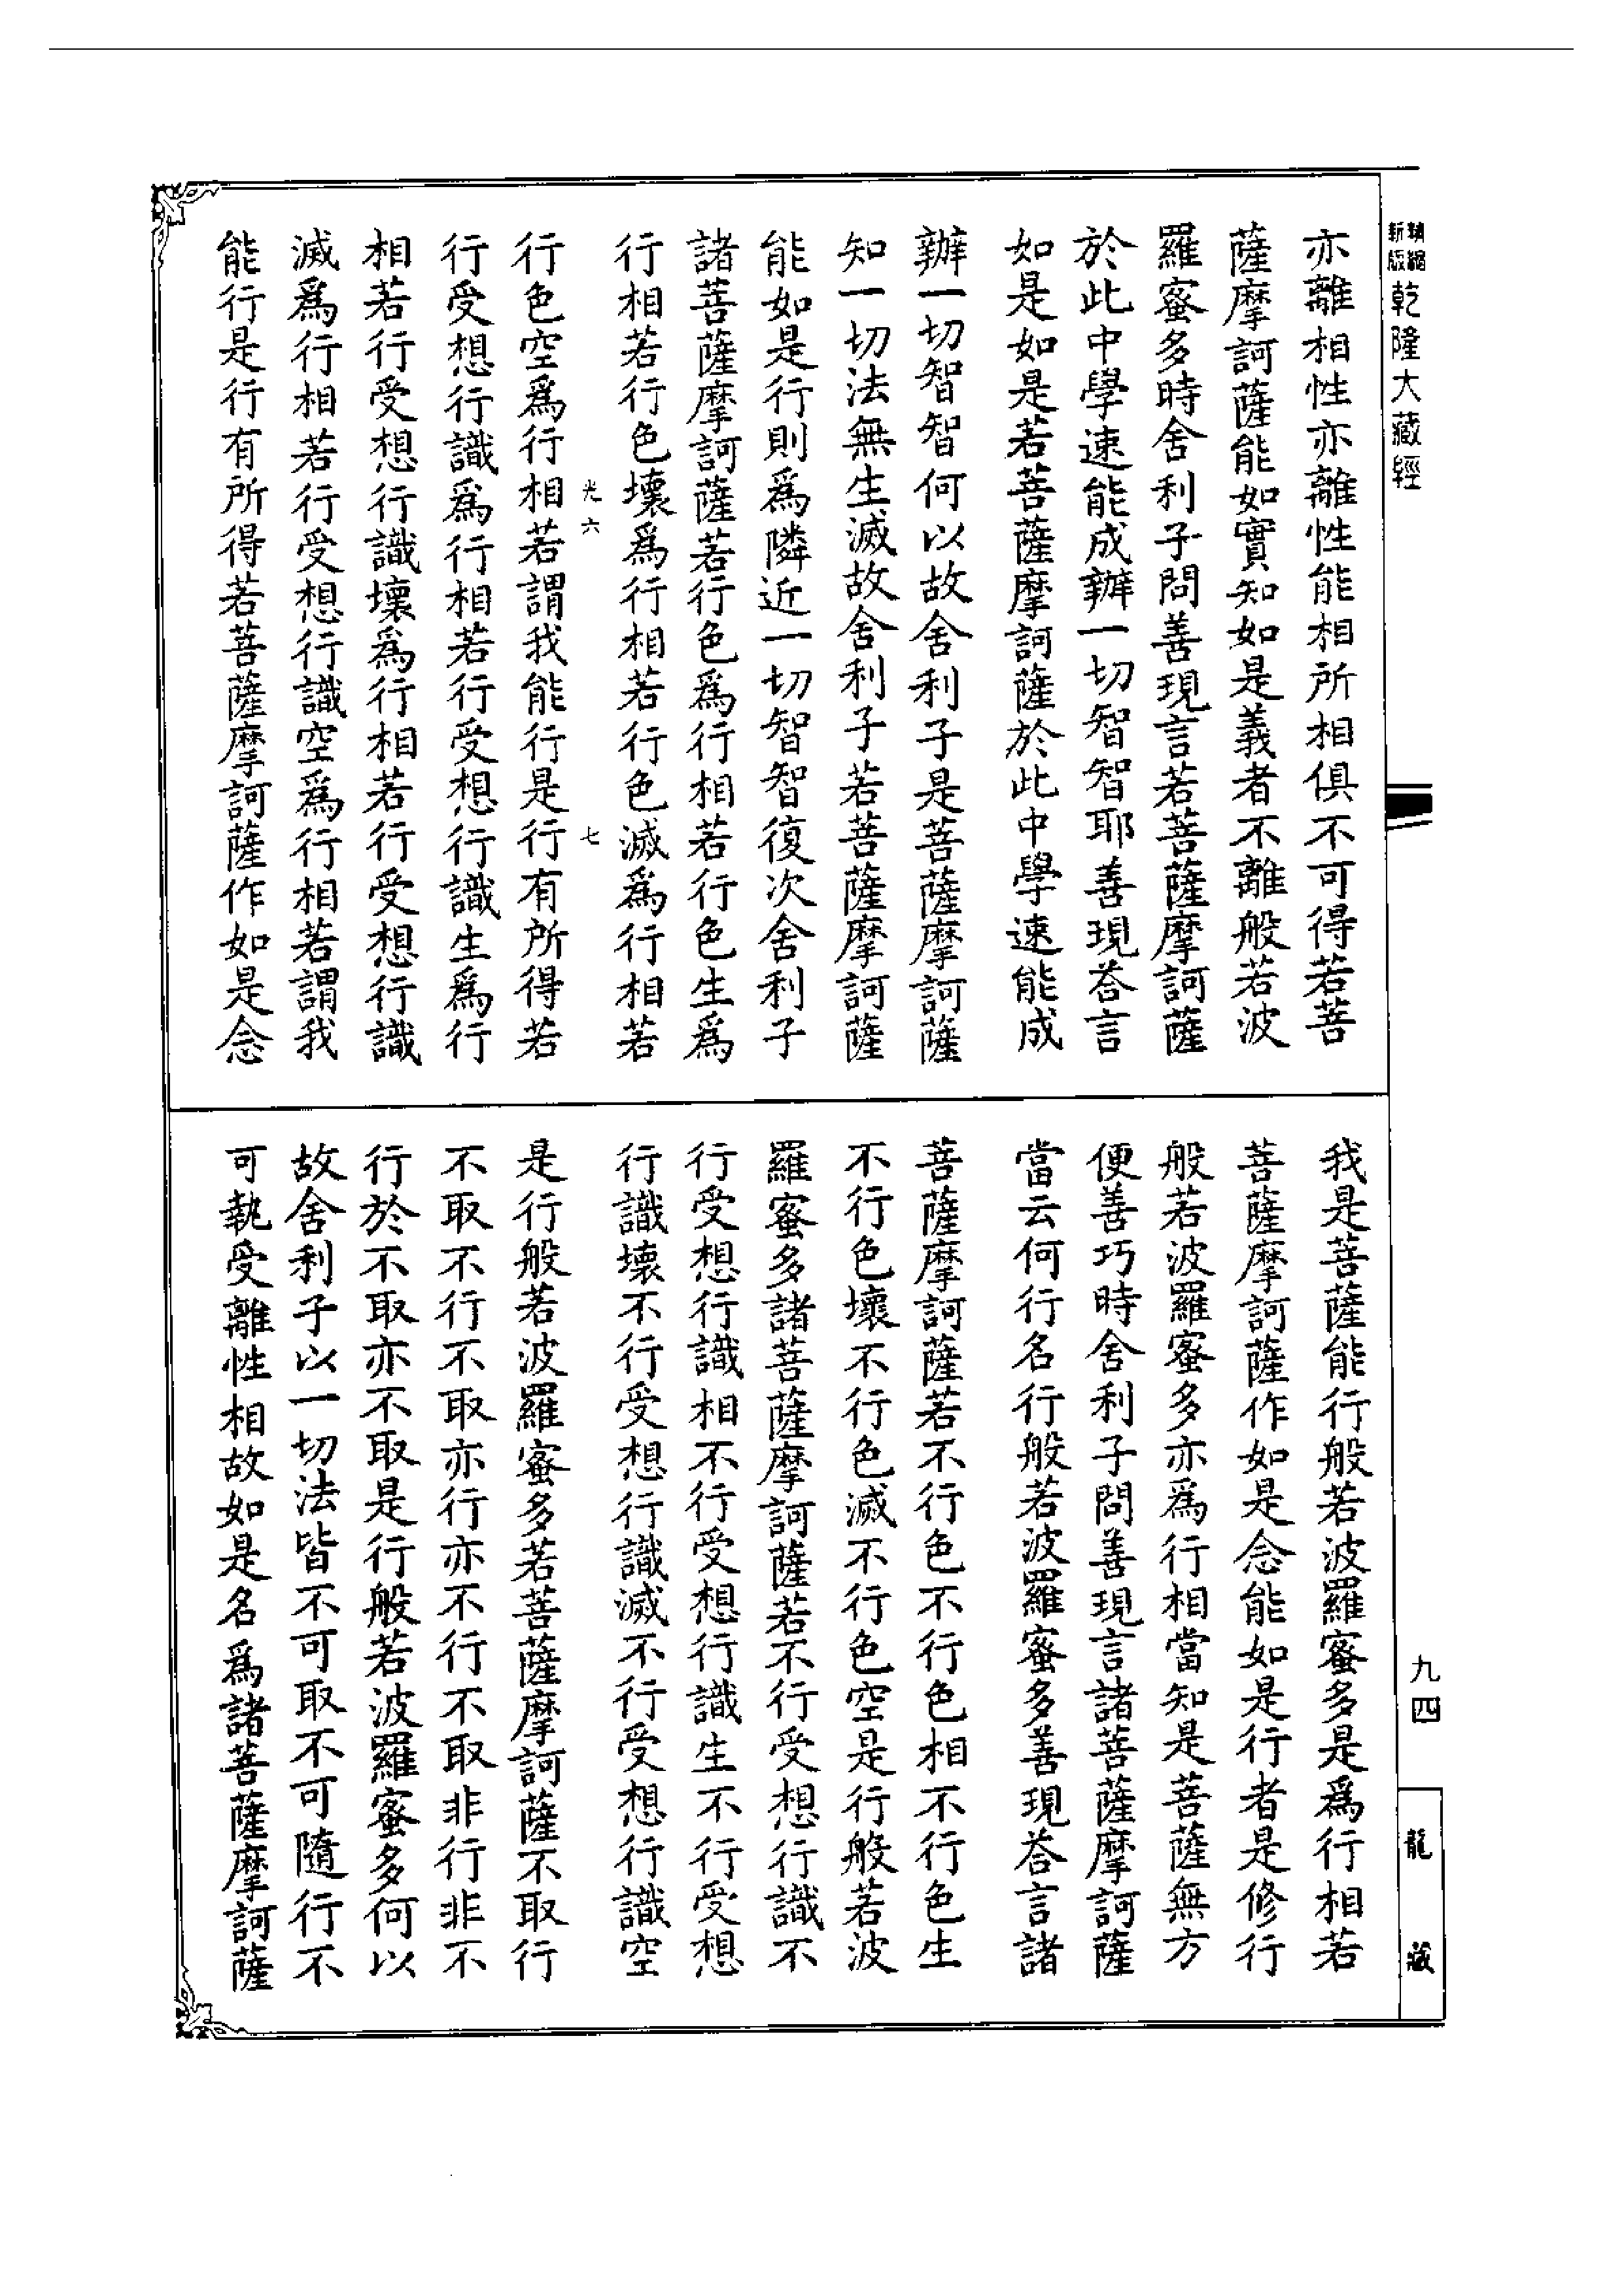 新版精縮乾隆大藏經
亦離相性亦離性能相所相俱不可得若菩
薩摩訶薩能如實知如是義者不離般若波
羅蜜多時舍利子問善現言若菩薩摩訶薩
於此中學速能成辦一切智智耶善現荅言
如是如是若菩薩摩訶薩於此中學速能成
辦一切智智何以故舍利子是菩薩摩訶薩
知一切法無生滅故舍利子若菩薩摩訶薩
能如是行則爲隣近一切智智復次舍利子
諸菩薩摩訶薩若行色爲行相若行色生爲
行相若行色壞爲行相若行色滅爲行相若
光六 七
行色空爲行相若謂我能行是行有所得若
行受想行識爲行相若行受想行識生爲行
相若行受想行識壞爲行相若行受想行識
滅爲行相若行受想行識空爲行相若謂我
能行是行有所得若菩薩摩訶薩作如是念
我是菩薩能行般若波羅蜜多是爲行相若
菩薩摩訶薩作如是念能如是行者是修行
般若波羅蜜多亦爲行相當知是菩薩無方
便善巧時舍利子問善現言諸菩薩摩訶薩
當云何行名行般若波羅蜜多善現荅言諸
菩薩摩訶薩若不行色不行色相不行色生
不行色壞不行色滅不行色空是行般若波
羅蜜多諸菩薩摩訶薩若不行受想行識不
行受想行識相不行受想行識生不行受想
行識壞不行受想行識滅不行受想行識空
是行般若波羅蜜多若菩薩摩訶薩不取行
不取不行不取亦行亦不行不取非行非不
行於不取亦不取是行般若波羅蜜多何以
故舍利子以一切法皆不可取不可隨行不
可執受離性相故如是名爲諸菩薩摩訶薩
九四
龍藏